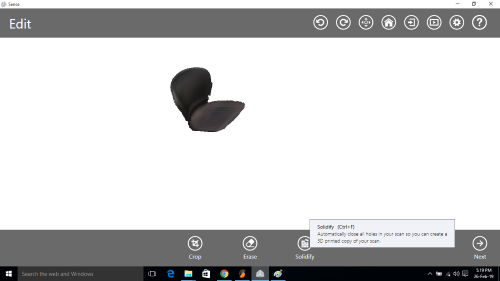 Sense
Edit
Solidify (Ctrl+F)
Automatically close all holes in your scan so you can create a
3D printed copy of your scan.
Crop
Erase
Solidify
Next
Search the web and Windows
5:19 PM
26-Feb-19